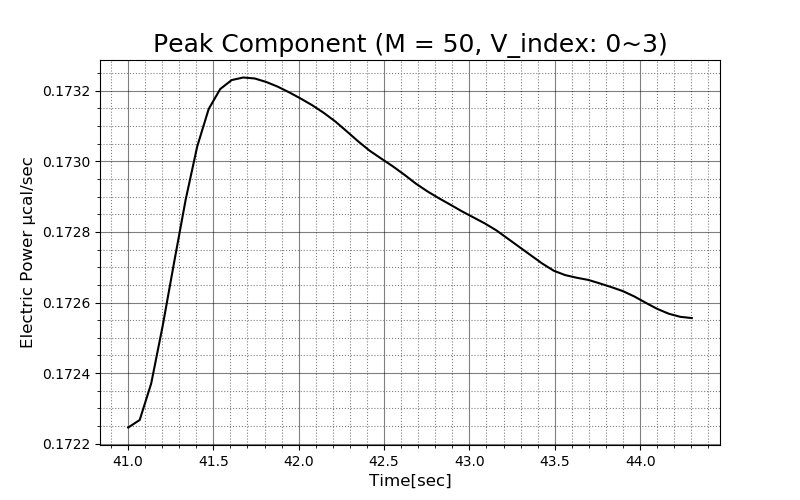 Peak Component (M = 50, V_index: 0~3)
Electric Power μcal/sec
0.1732
0.1730
0.1728
0.1726
0.1724
0.1722
41.0 41.5 42.0 42.5 43.0 43.5 44.0
Time[sec]